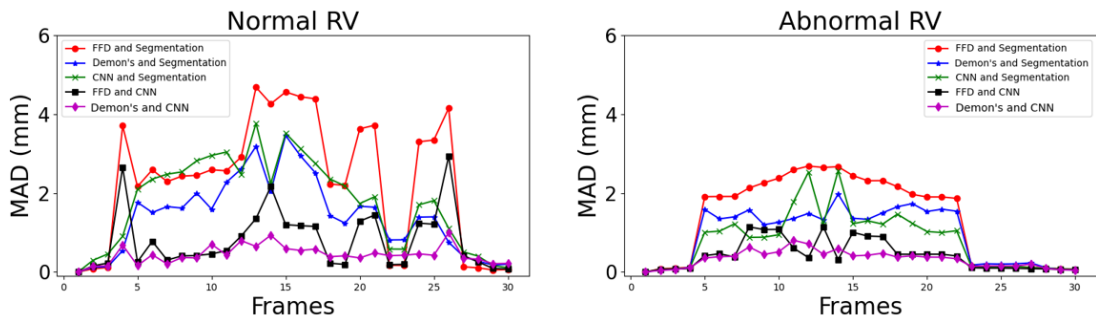 Normal RV
MAD (mm)
6
4
2
0
FFD and Segmentation
Demon's and Segmentation
CNN and Segmentation
FFD and CNN
Demon's and CNN
0 5 10 15 20 25 30
Frames
Abnormal RV
MAD (mm)
6
4
2
0
FFD and Segmentation
Demon's and Segmentation
CNN and Segmentation
FFD and CNN
Demon's and CNN
0 5 10 15 20 25 30
Frames